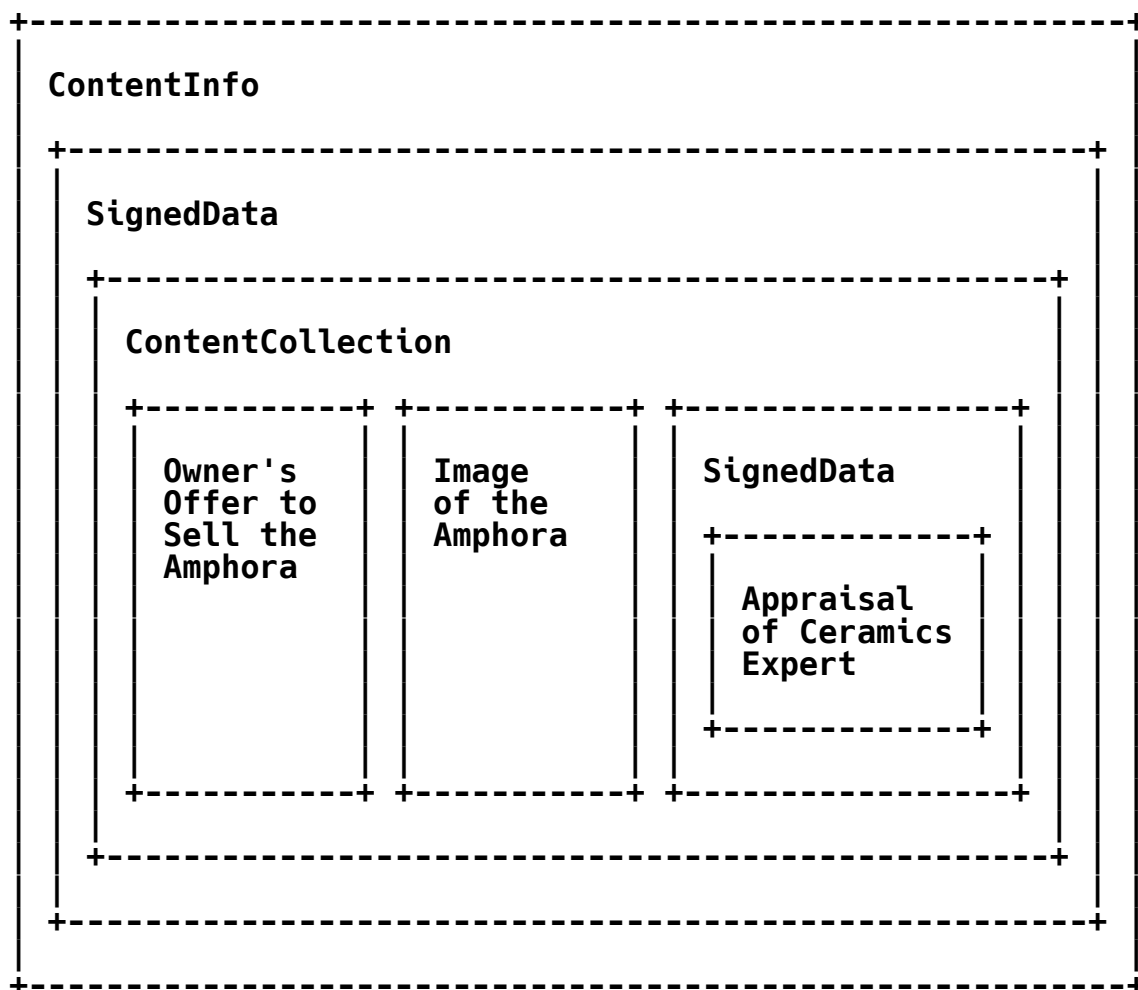 ContentInfo
SignedData
ContentCollection
Owner's
Offer to
Sell the
Amphora
Image
of the
Amphora
SignedData
Appraisal
of Ceramics
Expert